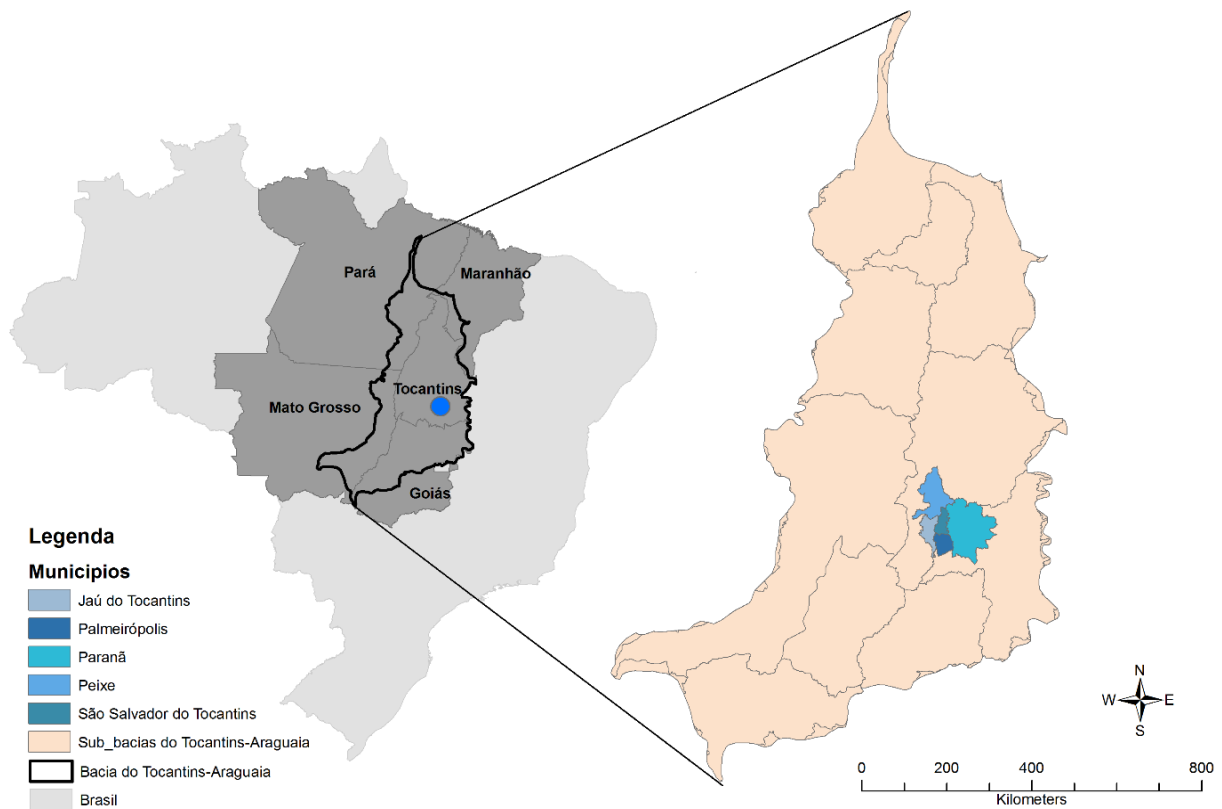 Pará
Maranhão
Tocantins
Mato Grosso
Goiás
Legenda
Municipios
Jaú do Tocantins
Palmeirópolis
Paranã
Peixe
São Salvador do Tocantins
Sub_bacias do Tocantins-Araguaia
Bacia do Tocantins-Araguaia
Brasil
N
W E
S
0 200 400 800
Kilometers